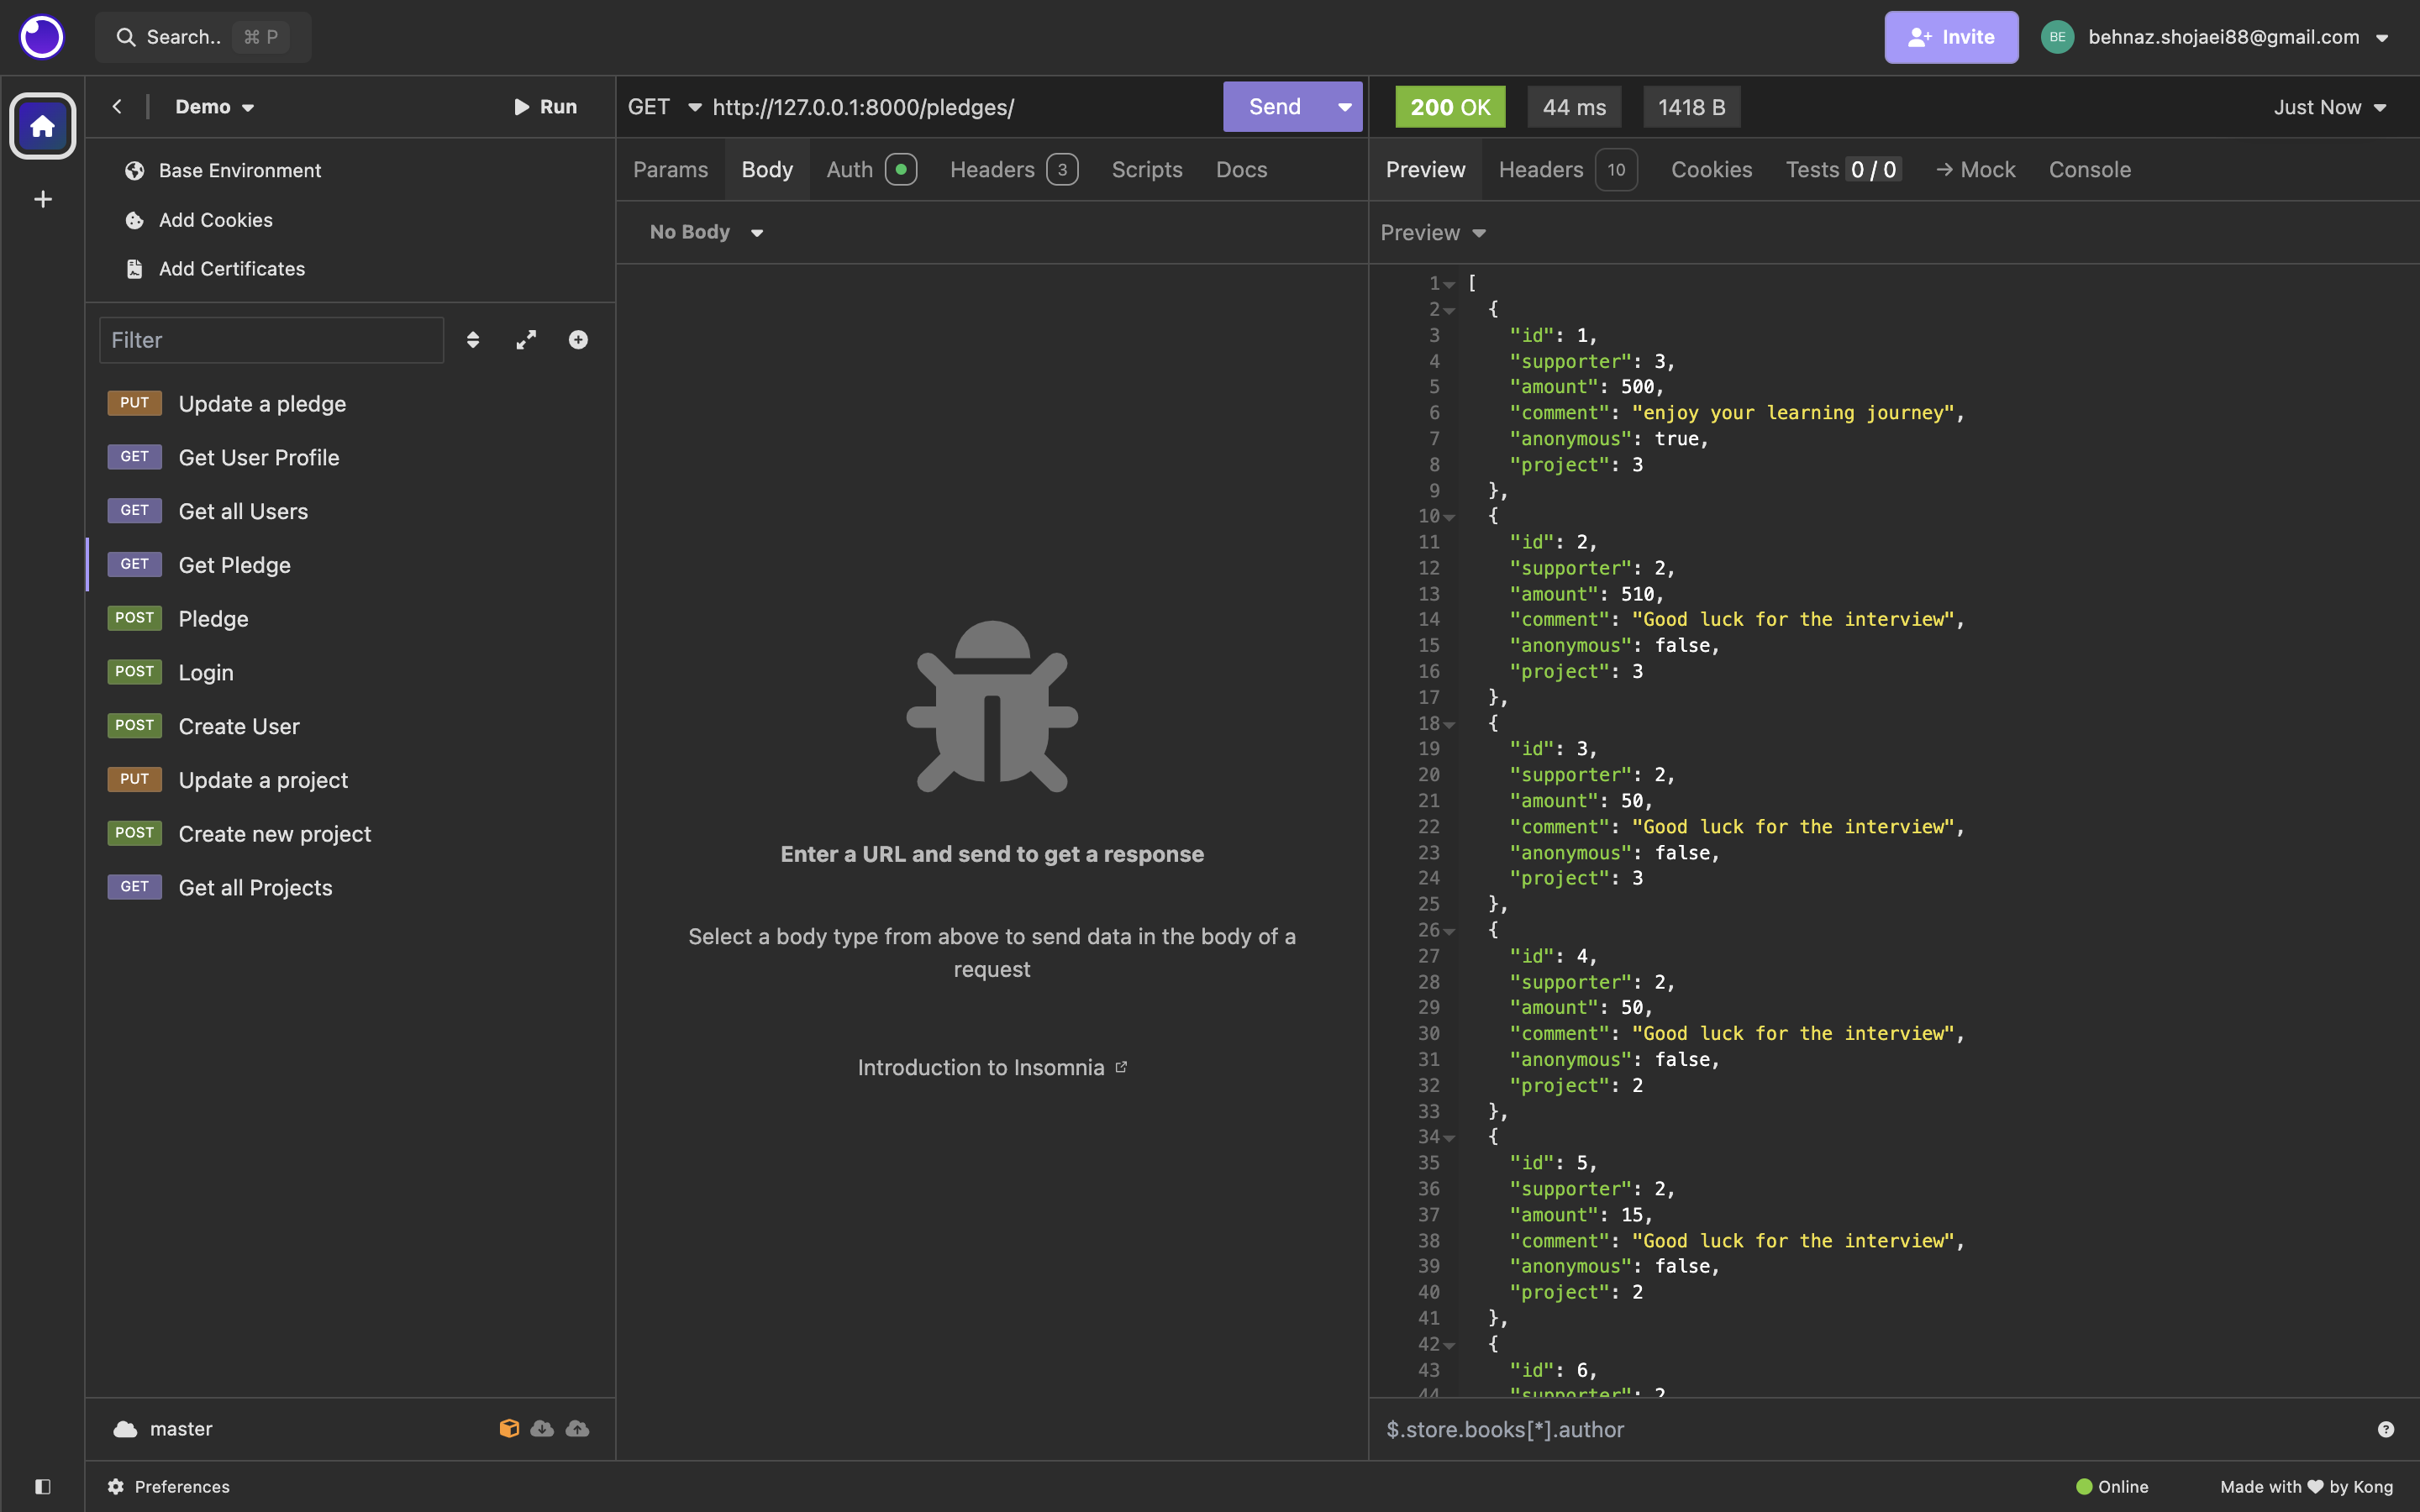 Search.. ⌘ P
Invite
BE behnaz.shojaei88@gmail.com
Demo
Run
Base Environment
Add Cookies
Add Certificates
Filter
PUT Update a pledge
GET Get User Profile
GET Get all Users
GET Get Pledge
POST Pledge
POST Login
POST Create User
PUT Update a project
POST Create new project
GET Get all Projects
master
GET http://127.0.0.1:8000/pledges/ Send
Params Body Auth Headers 3 Scripts Docs
No Body
Enter a URL and send to get a response
Select a body type from above to send data in the body of a
request
Introduction to Insomnia
200 OK 44 ms 1418 B Just Now
Preview Headers 10 Cookies Tests 0 / 0 → Mock Console
Preview
1 [
2 {
3 "id": 1,
4 "supporter": 3,
5 "amount": 500,
6 "comment": "enjoy your learning journey",
7 "anonymous": true,
8 "project": 3
9 },
10 {
11 "id": 2,
12 "supporter": 2,
13 "amount": 510,
14 "comment": "Good luck for the interview",
15 "anonymous": false,
16 "project": 3
17 },
18 {
19 "id": 3,
20 "supporter": 2,
21 "amount": 50,
22 "comment": "Good luck for the interview",
23 "anonymous": false,
24 "project": 3
25 },
26 {
27 "id": 4,
28 "supporter": 2,
29 "amount": 50,
30 "comment": "Good luck for the interview",
31 "anonymous": false,
32 "project": 2
33 },
34 {
35 "id": 5,
36 "supporter": 2,
37 "amount": 15,
38 "comment": "Good luck for the interview",
39 "anonymous": false,
40 "project": 2
41 },
42 {
43 "id": 6,
44 "supporter": 2
$.store.books[*].author
Preferences
Online
Made with ♥ by Kong